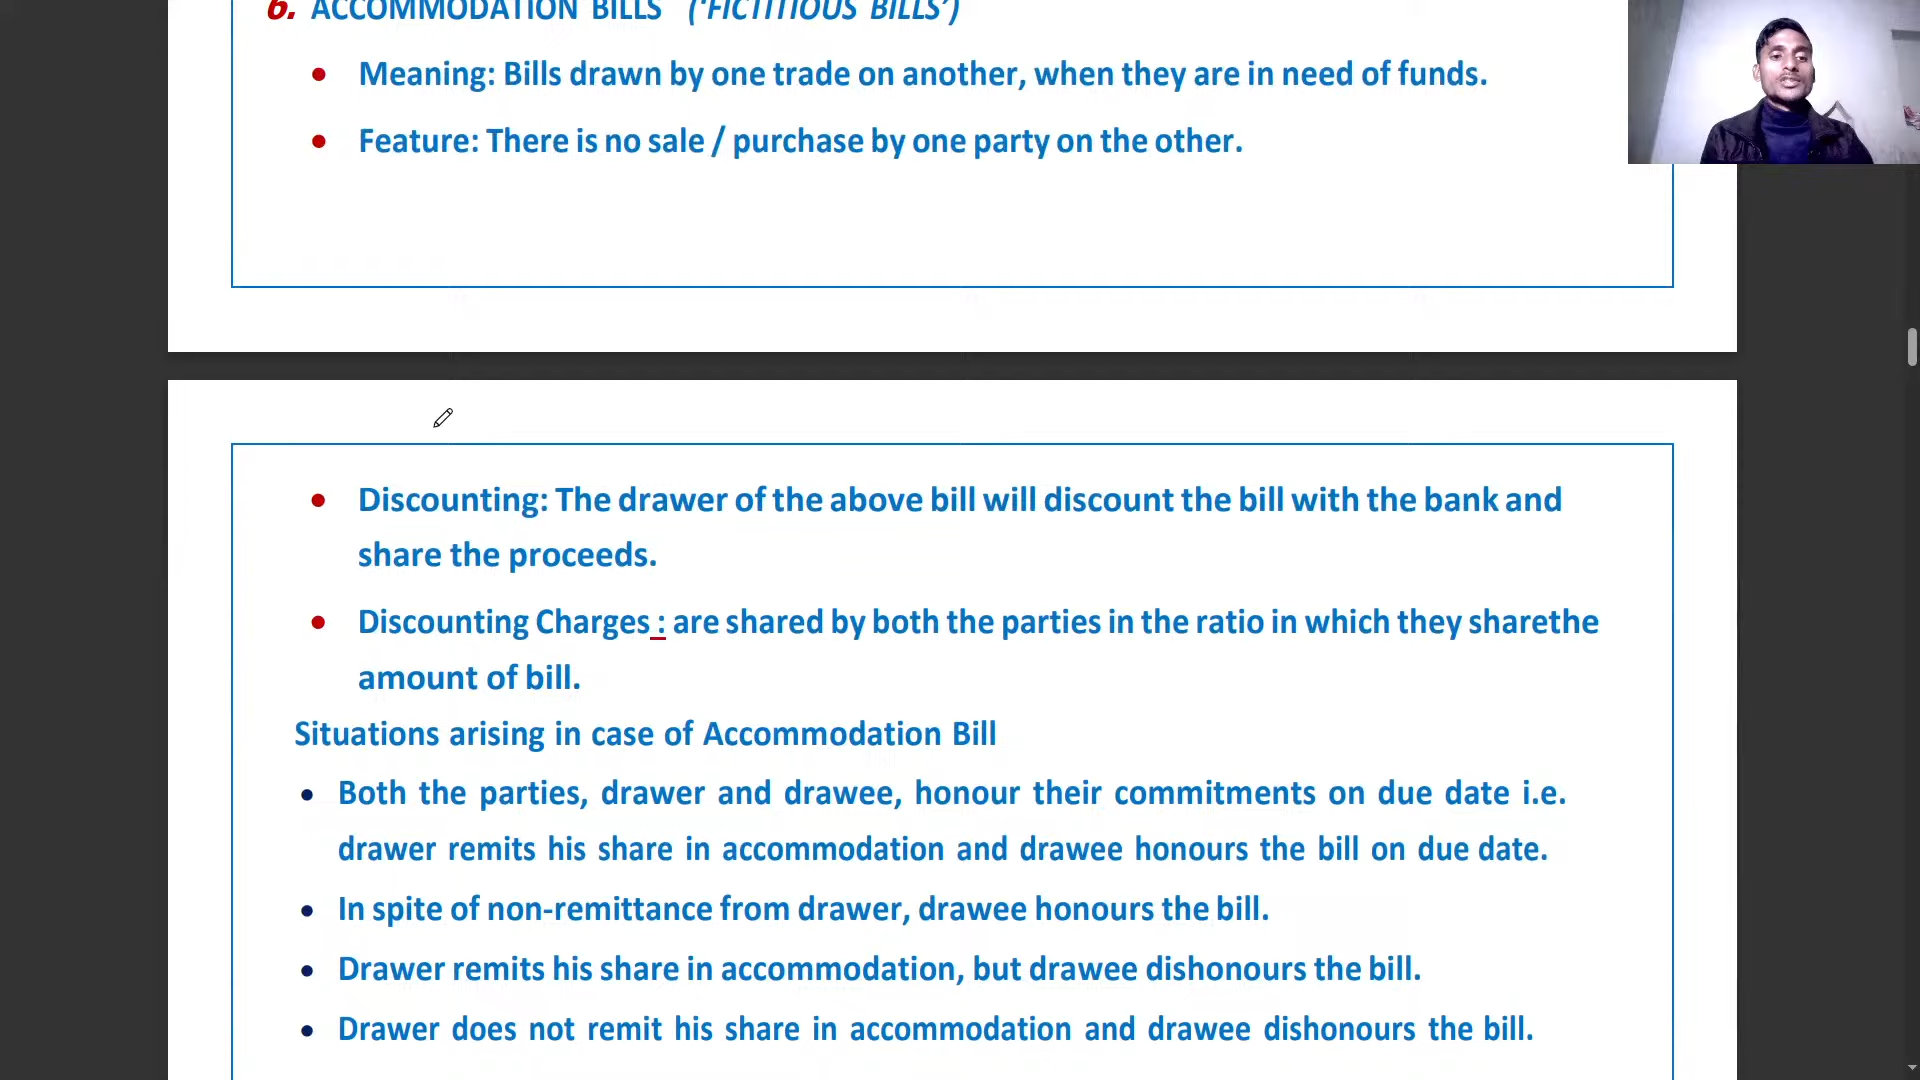 6. ACCOMMODATION BILLS ('FICTITIOUS BILLS')
• Meaning: Bills drawn by one trade on another, when they are in need of funds.
• Feature: There is no sale / purchase by one party on the other.
• Discounting: The drawer of the above bill will discount the bill with the bank and
share the proceeds.
• Discounting Charges : are shared by both the parties in the ratio in which they sharethe
amount of bill.
Situations arising in case of Accommodation Bill
• Both the parties, drawer and drawee, honour their commitments on due date i.e.
drawer remits his share in accommodation and drawee honours the bill on due date.
• In spite of non-remittance from drawer, drawee honours the bill.
• Drawer remits his share in accommodation, but drawee dishonours the bill.
• Drawer does not remit his share in accommodation and drawee dishonours the bill.